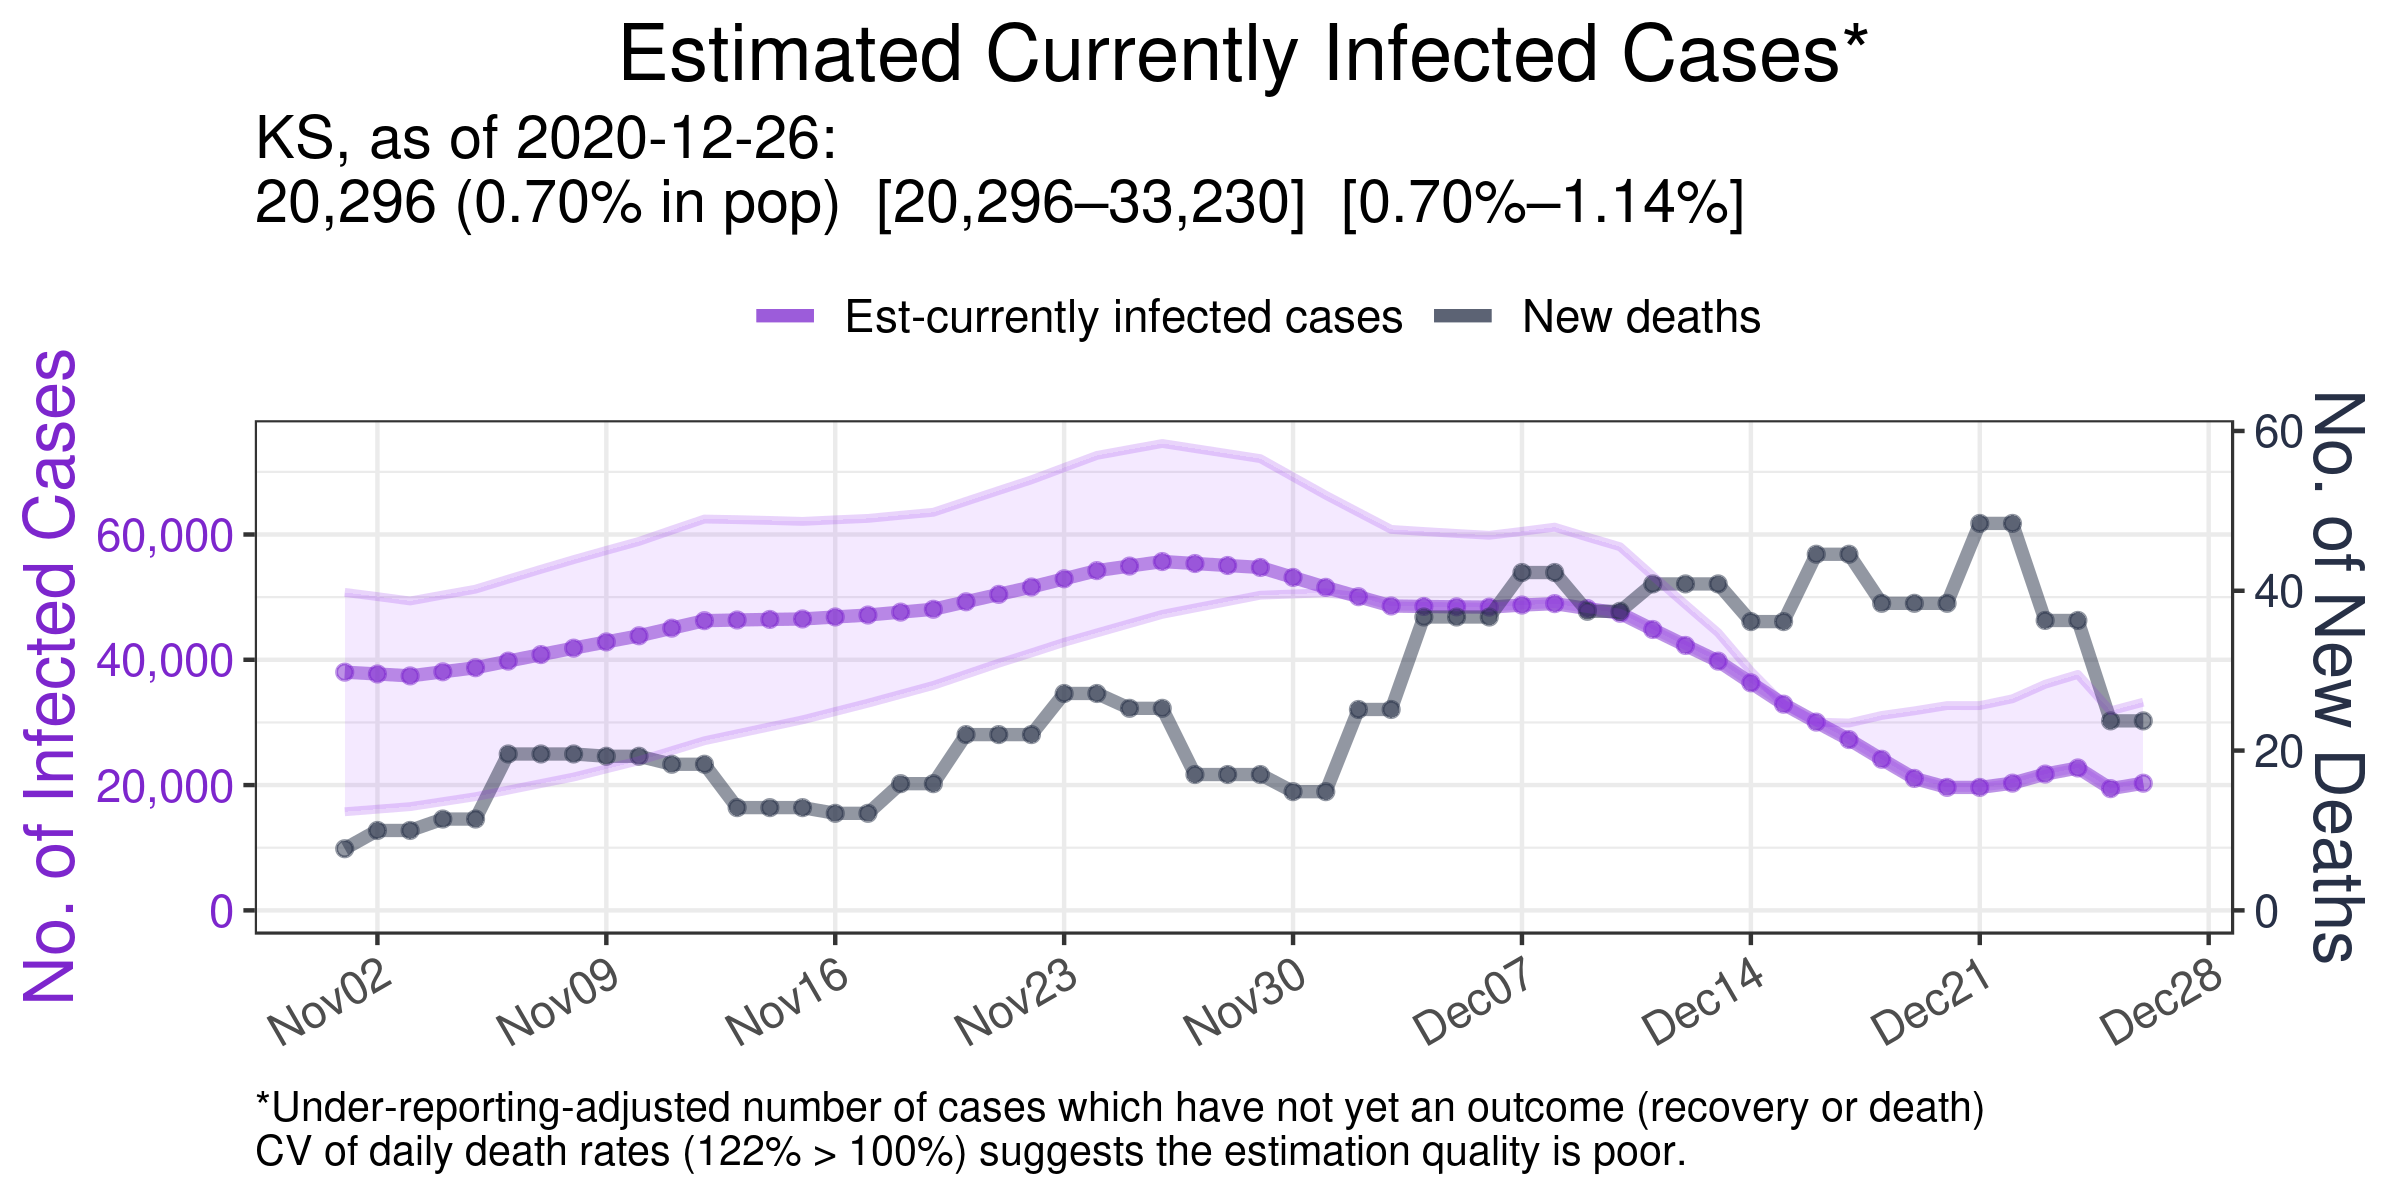 Estimated Currently Infected Cases*
KS, as of 2020-12-26:
20,296 (0.70% in pop)  [20,296–33,230]  [0.70%–1.14%]
Est-currently infected cases
New deaths
No. of Infected Cases
60,000
40,000
20,000
0
60
40
20
0
No. of New Deaths
Nov02
Nov09
Nov16
Nov23
Nov30
Dec07
Dec14
Dec21
Dec28
*Under-reporting-adjusted number of cases which have not yet an outcome (recovery or death)
CV of daily death rates (122% > 100%) suggests the estimation quality is poor.